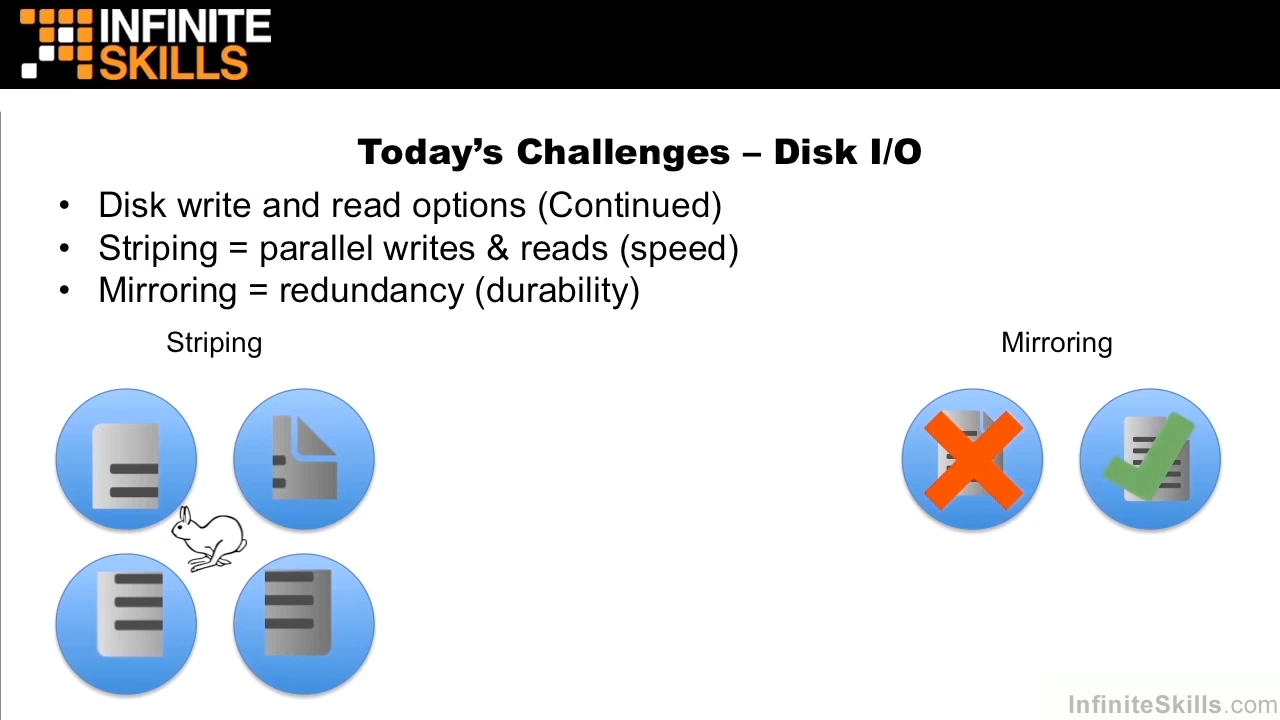 INFINITE
SKILLS
Today’s Challenges – Disk I/O
• Disk write and read options (Continued)
• Striping = parallel writes & reads (speed)
• Mirroring = redundancy (durability)
Striping
Mirroring
InfiniteSkills.com